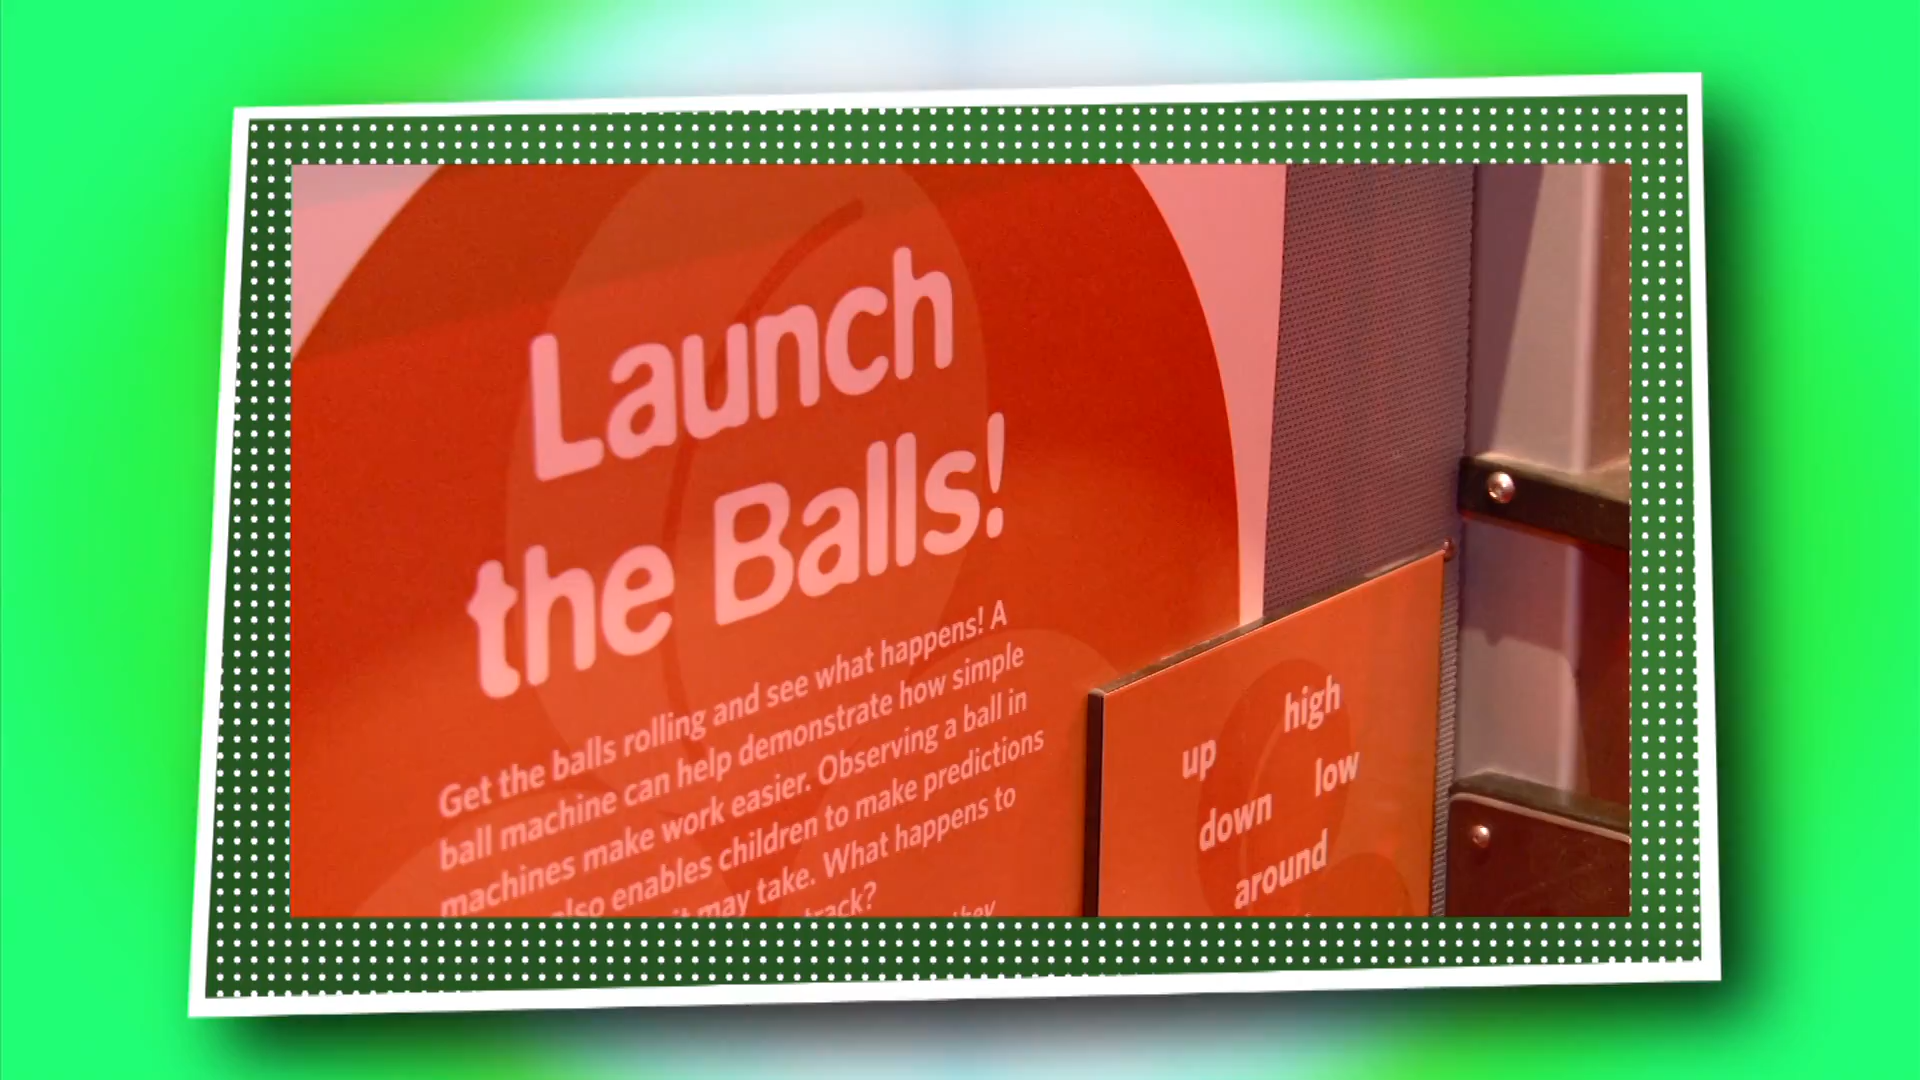 Launch
the Balls!
Get the balls rolling and see what happens! A
ball machine can help demonstrate how simple
machines make work easier. Observing a ball in
also enables children to make predictions
it may take. What happens to
track?
they
up
high
down
low
around